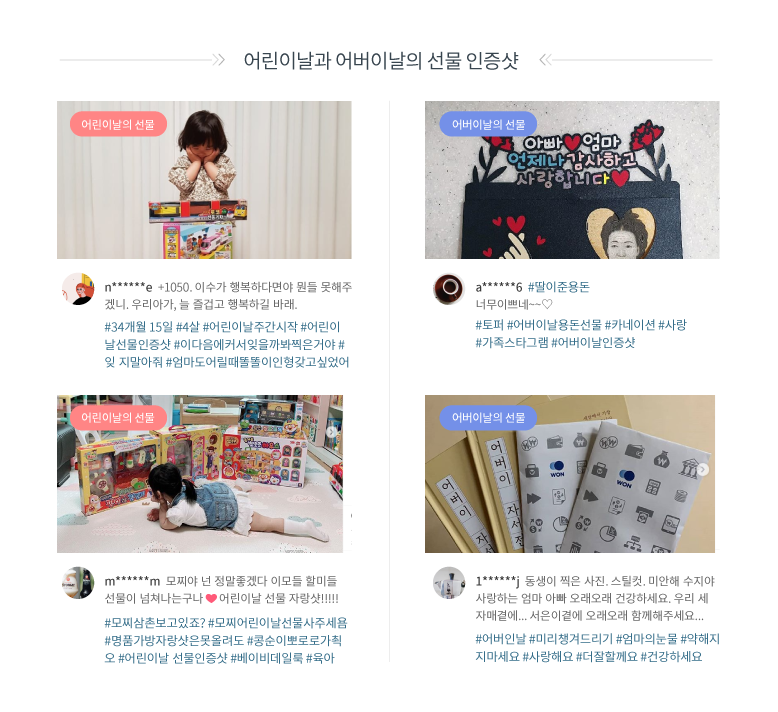 어린이날과 어버이날의 선물 인증샷
어린이날의 선물
n******e +1050. 이수가 행복하다면야 뭔들 못해주
겠니. 우리아가, 늘 즐겁고 행복하길 바래.
#34개월 15일 #4살 #어린이날주간시작 #어린이
날선물인증샷 #이다음에커서잊을까봐찍은거야 #
잊 지말아줘 #엄마도어릴때똘똘이인형갖고싶었어
어버이날의 선물
아빠♥엄마
언제나감사하고
사랑합니다♥
a******6 #딸이준용돈
너무이쁘네~~♡
#토퍼 #어버이날용돈선물 #카네이션 #사랑
#가족스타그램 #어버이날인증샷
어린이날의 선물
m******m 모찌야 넌 정말좋겠다 이모들 할미들
선물이 넘쳐나는구나❤어린이날 선물 자랑샷!!!!!
#모찌삼촌보고있죠? #모찌어린이날선물사주세욤
#명품가방자랑샷은못올려도 #콩순이뽀로로가최
오 #어린이날 선물인증샷 #베이비데일룩 #육아
어버이날의 선물
어버이
자
어버이
자서전
WON
WON
1******j 동생이 찍은 사진. 스틸컷. 미안해 수지야
사랑하는 엄마 아빠 오래오래 건강하세요. 우리 세
자매곁에... 서은이곁에 오래오래 함께해주세요...
#어버인날 #미리챙겨드리기 #엄마의눈물 #약해지
지마세요 #사랑해요 #더잘할께요 #건강하세요